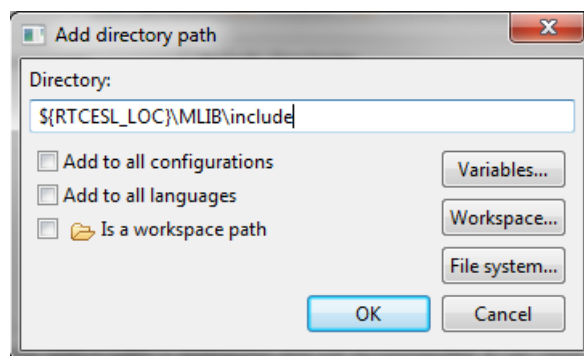 Add directory path
Directory:
${RTCESL_LOC}\MLIB\include
Add to all configurations
Variables...
Add to all languages
Workspace...
Is a workspace path
File system...
OK
Cancel